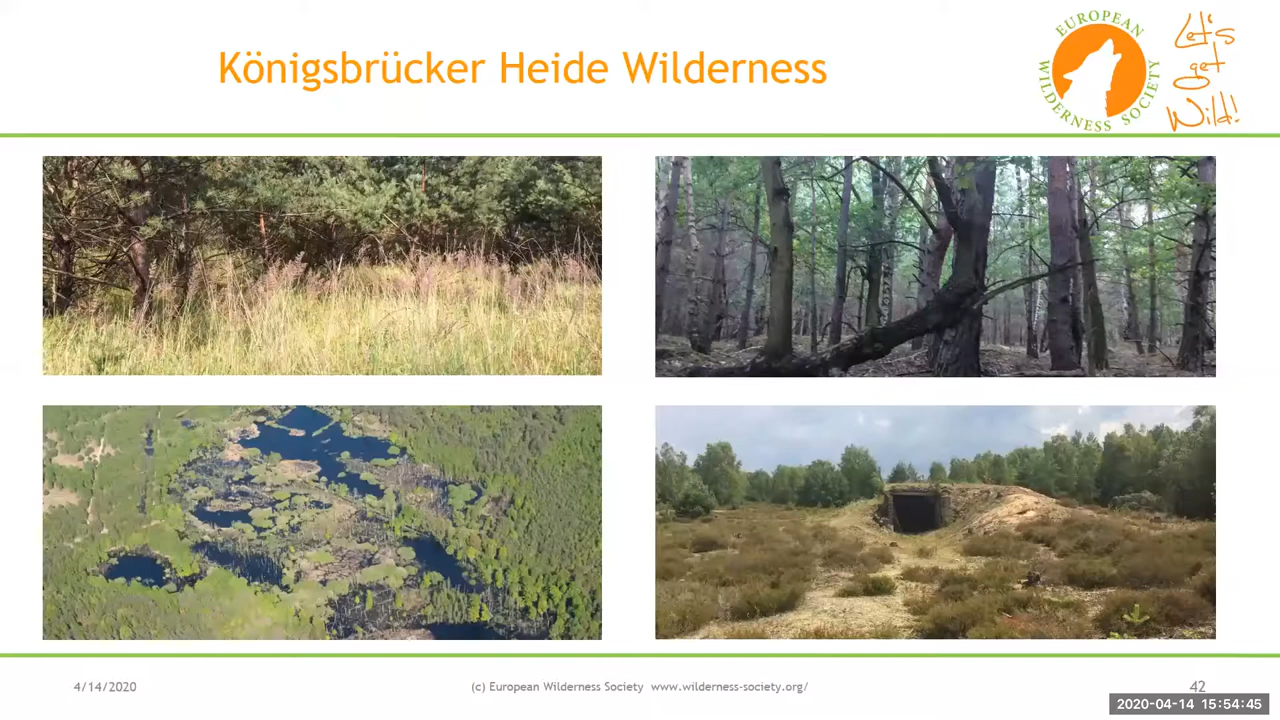 Königsbrücker Heide Wilderness
EUROPEAN
WILDERNESS SOCIETY
Let's
get
Wild!
4/14/2020
(c) European Wilderness Society www.wilderness-society.org/
42
2020-04-14 15:54:45